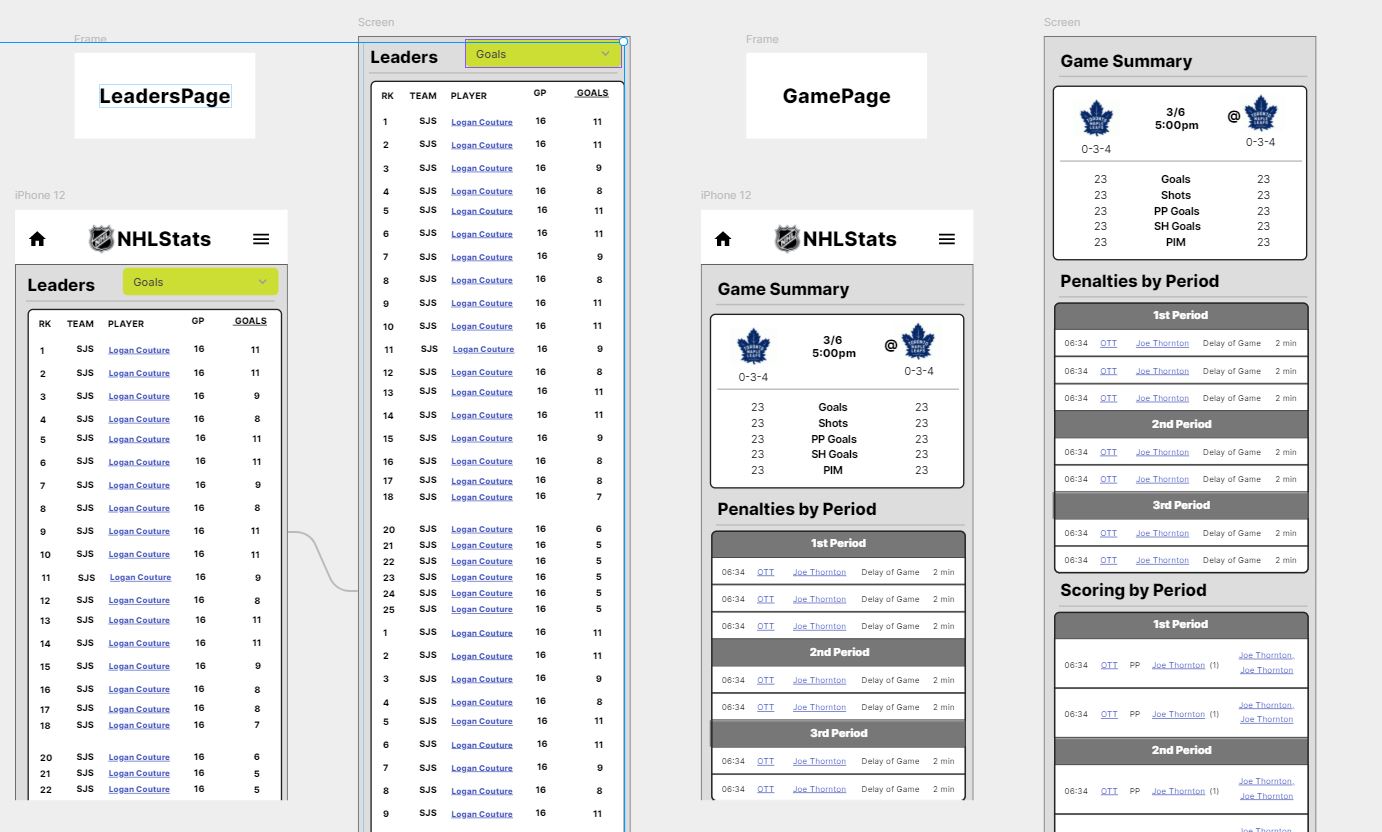 Frame
LeadersPage
iPhone 12
NHLStats
Leaders
Goals
RK TEAM PLAYER GP GOALS
1 SJS Logan Couture 16 11
2 SJS Logan Couture 16 11
3 SJS Logan Couture 16 9
4 SJS Logan Couture 16 8
5 SJS Logan Couture 16 11
6 SJS Logan Couture 16 11
7 SJS Logan Couture 16 9
8 SJS Logan Couture 16 8
9 SJS Logan Couture 16 11
10 SJS Logan Couture 16 11
11 SJS Logan Couture 16 9
12 SJS Logan Couture 16 8
13 SJS Logan Couture 16 11
14 SJS Logan Couture 16 11
15 SJS Logan Couture 16 9
16 SJS Logan Couture 16 8
17 SJS Logan Couture 16 8
18 SJS Logan Couture 16 7
20 SJS Logan Couture 16 6
21 SJS Logan Couture 16 5
22 SJS Logan Couture 16 5
Screen
Leaders
Goals
RK TEAM PLAYER GP GOALS
1 SJS Logan Couture 16 11
2 SJS Logan Couture 16 11
3 SJS Logan Couture 16 9
4 SJS Logan Couture 16 8
5 SJS Logan Couture 16 11
6 SJS Logan Couture 16 11
7 SJS Logan Couture 16 9
8 SJS Logan Couture 16 8
9 SJS Logan Couture 16 11
10 SJS Logan Couture 16 11
11 SJS Logan Couture 16 9
12 SJS Logan Couture 16 8
13 SJS Logan Couture 16 11
14 SJS Logan Couture 16 11
15 SJS Logan Couture 16 9
16 SJS Logan Couture 16 8
17 SJS Logan Couture 16 8
18 SJS Logan Couture 16 7
20 SJS Logan Couture 16 6
21 SJS Logan Couture 16 5
22 SJS Logan Couture 16 5
23 SJS Logan Couture 16 5
24 SJS Logan Couture 16 5
25 SJS Logan Couture 16 5
1 SJS Logan Couture 16 11
2 SJS Logan Couture 16 11
3 SJS Logan Couture 16 9
4 SJS Logan Couture 16 8
5 SJS Logan Couture 16 11
6 SJS Logan Couture 16 11
7 SJS Logan Couture 16 9
8 SJS Logan Couture 16 8
9 SJS Logan Couture 16 11
Frame
GamePage
iPhone 12
NHLStats
Game Summary
TORONTO MAPLE LEAFS
3/6
5:00pm
@
TORONTO MAPLE LEAFS
0-3-4 0-3-4
23 Goals 23
23 Shots 23
23 PP Goals 23
23 SH Goals 23
23 PIM 23
Penalties by Period
1st Period
06:34 OTT Joe Thornton Delay of Game 2 min
06:34 OTT Joe Thornton Delay of Game 2 min
06:34 OTT Joe Thornton Delay of Game 2 min
2nd Period
06:34 OTT Joe Thornton Delay of Game 2 min
06:34 OTT Joe Thornton Delay of Game 2 min
3rd Period
06:34 OTT Joe Thornton Delay of Game 2 min
06:34 OTT Joe Thornton Delay of Game 2 min
Screen
Game Summary
TORONTO MAPLE LEAFS
3/6
5:00pm
@
TORONTO MAPLE LEAFS
0-3-4 0-3-4
23 Goals 23
23 Shots 23
23 PP Goals 23
23 SH Goals 23
23 PIM 23
Penalties by Period
1st Period
06:34 OTT Joe Thornton Delay of Game 2 min
06:34 OTT Joe Thornton Delay of Game 2 min
06:34 OTT Joe Thornton Delay of Game 2 min
2nd Period
06:34 OTT Joe Thornton Delay of Game 2 min
06:34 OTT Joe Thornton Delay of Game 2 min
3rd Period
06:34 OTT Joe Thornton Delay of Game 2 min
06:34 OTT Joe Thornton Delay of Game 2 min
Scoring by Period
1st Period
06:34 OTT PP Joe Thornton (1) Joe Thornton,
Joe Thornton
06:34 OTT PP Joe Thornton (1) Joe Thornton,
Joe Thornton
2nd Period
06:34 OTT PP Joe Thornton (1) Joe Thornton,
Joe Thornton